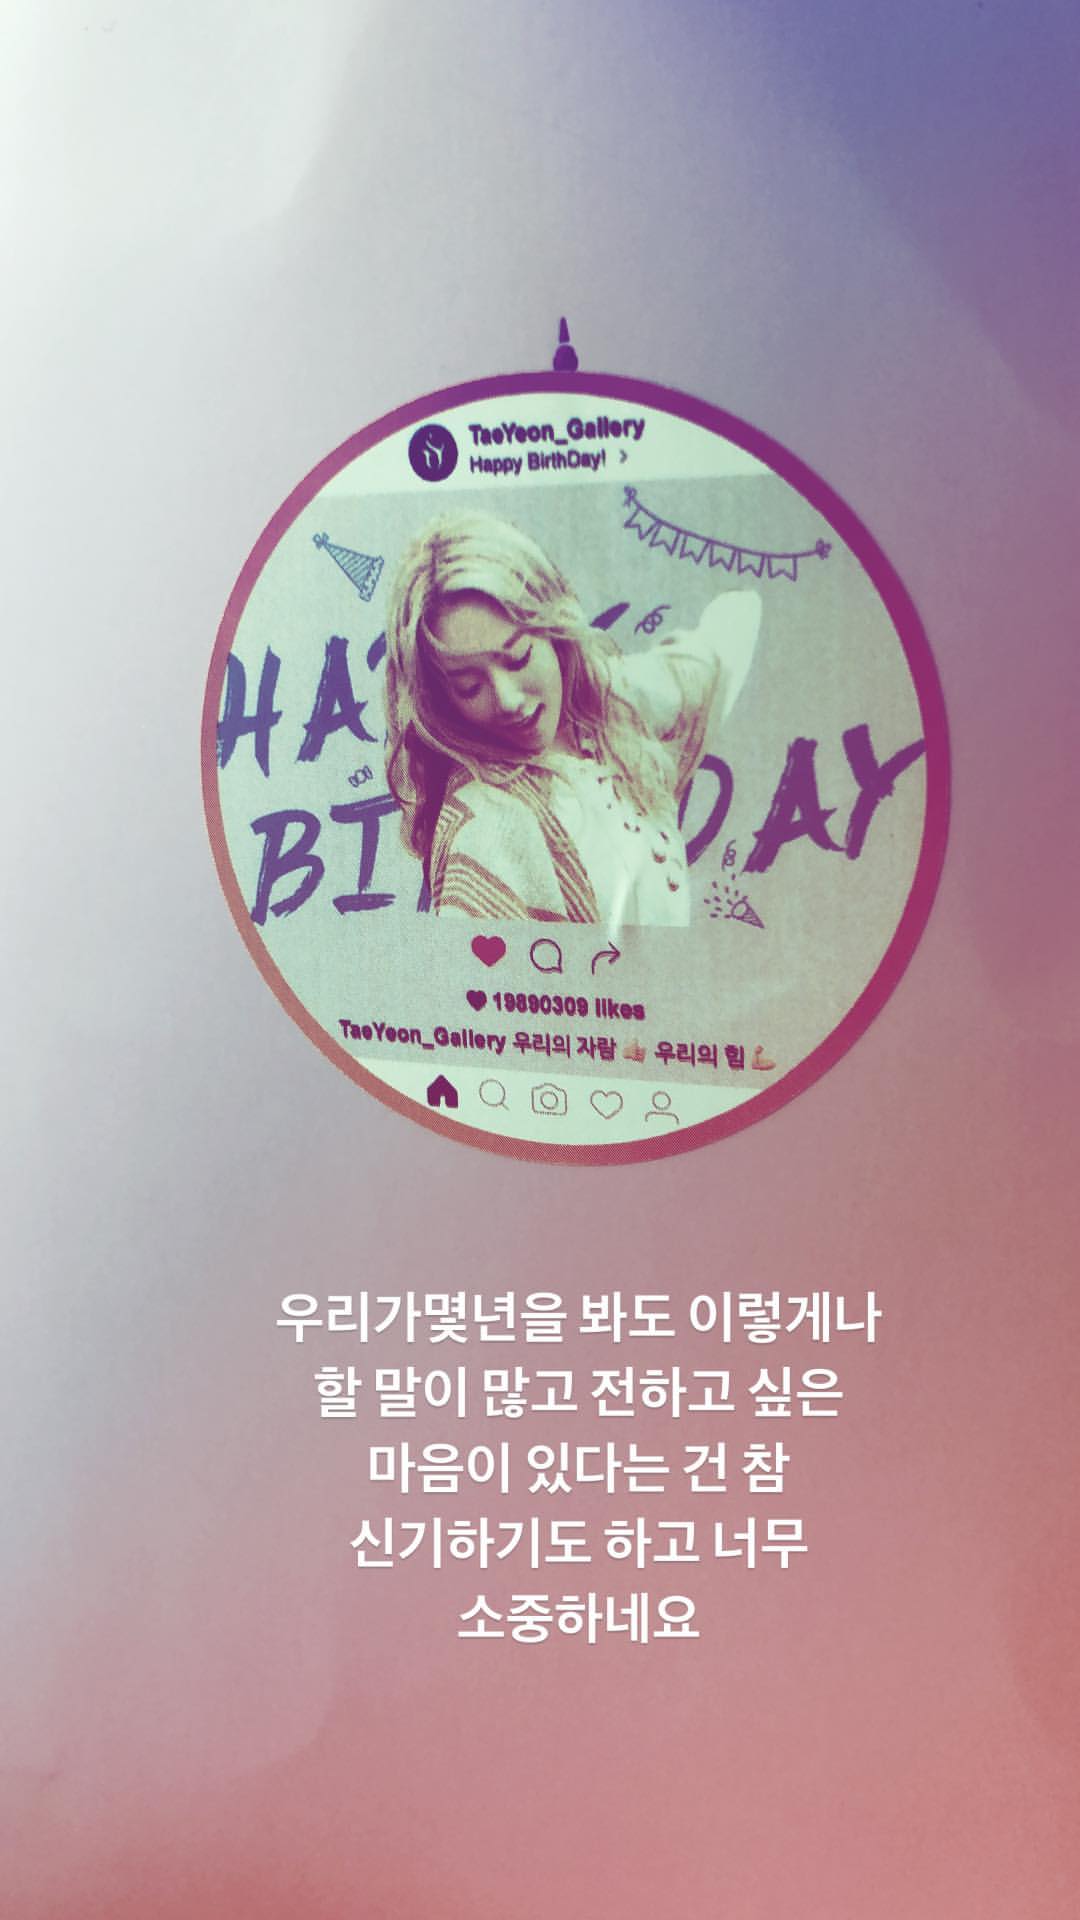 TaeYeon_Gallery
Happy BirthDay!
DAY
19890309 likes
TaeYeon_Gallery 우리의 자람 👍 우리의 힘 💪
우리가몇년을 봐도 이렇게나
할 말이 많고 전하고 싶은
마음이 있다는 건 참
신기하기도 하고 너무
소중하네요